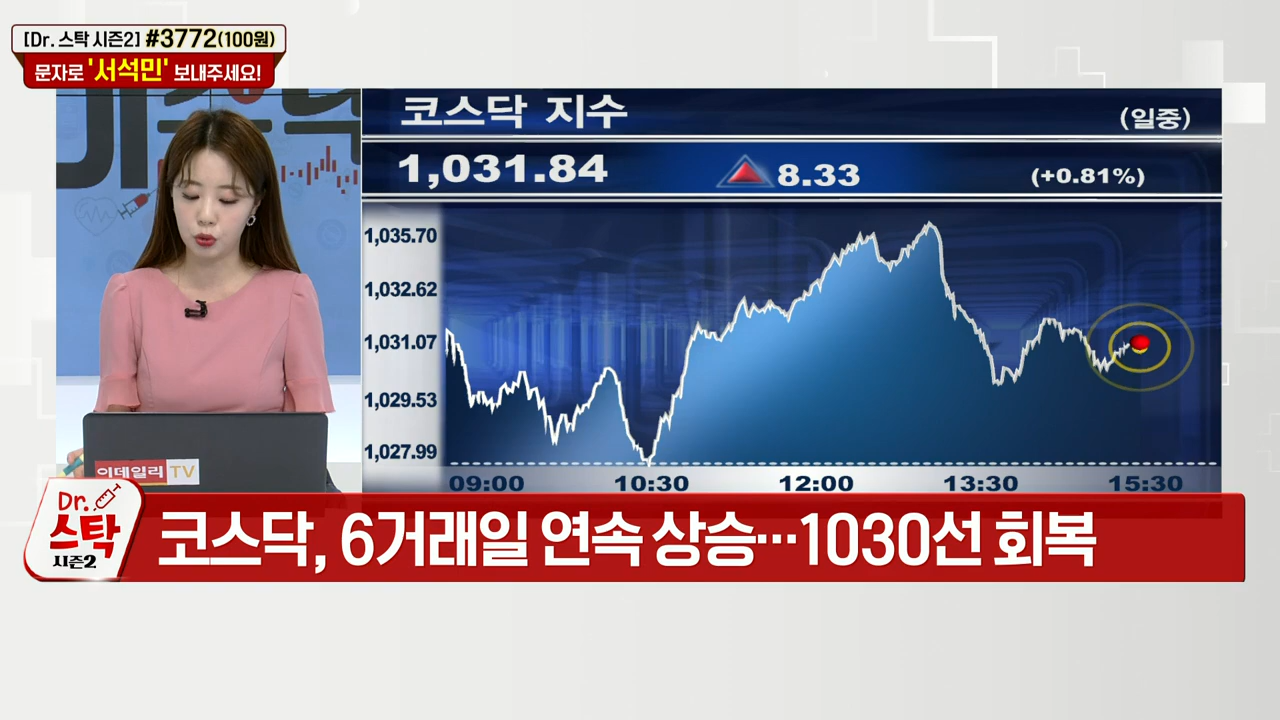 [Dr. 스탁 시즌2] #3772(100원)
문자로 '서석민' 보내주세요!
코스닥 지수
(일중)
1,031.84
8.33
(+0.81%)
1,035.70
1,032.62
1,031.07
1,029.53
1,027.99
09:00
10:30
12:00
13:30
15:30
이데일리 TV
Dr.
스탁
시즌2
코스닥, 6거래일 연속 상승…1030선 회복